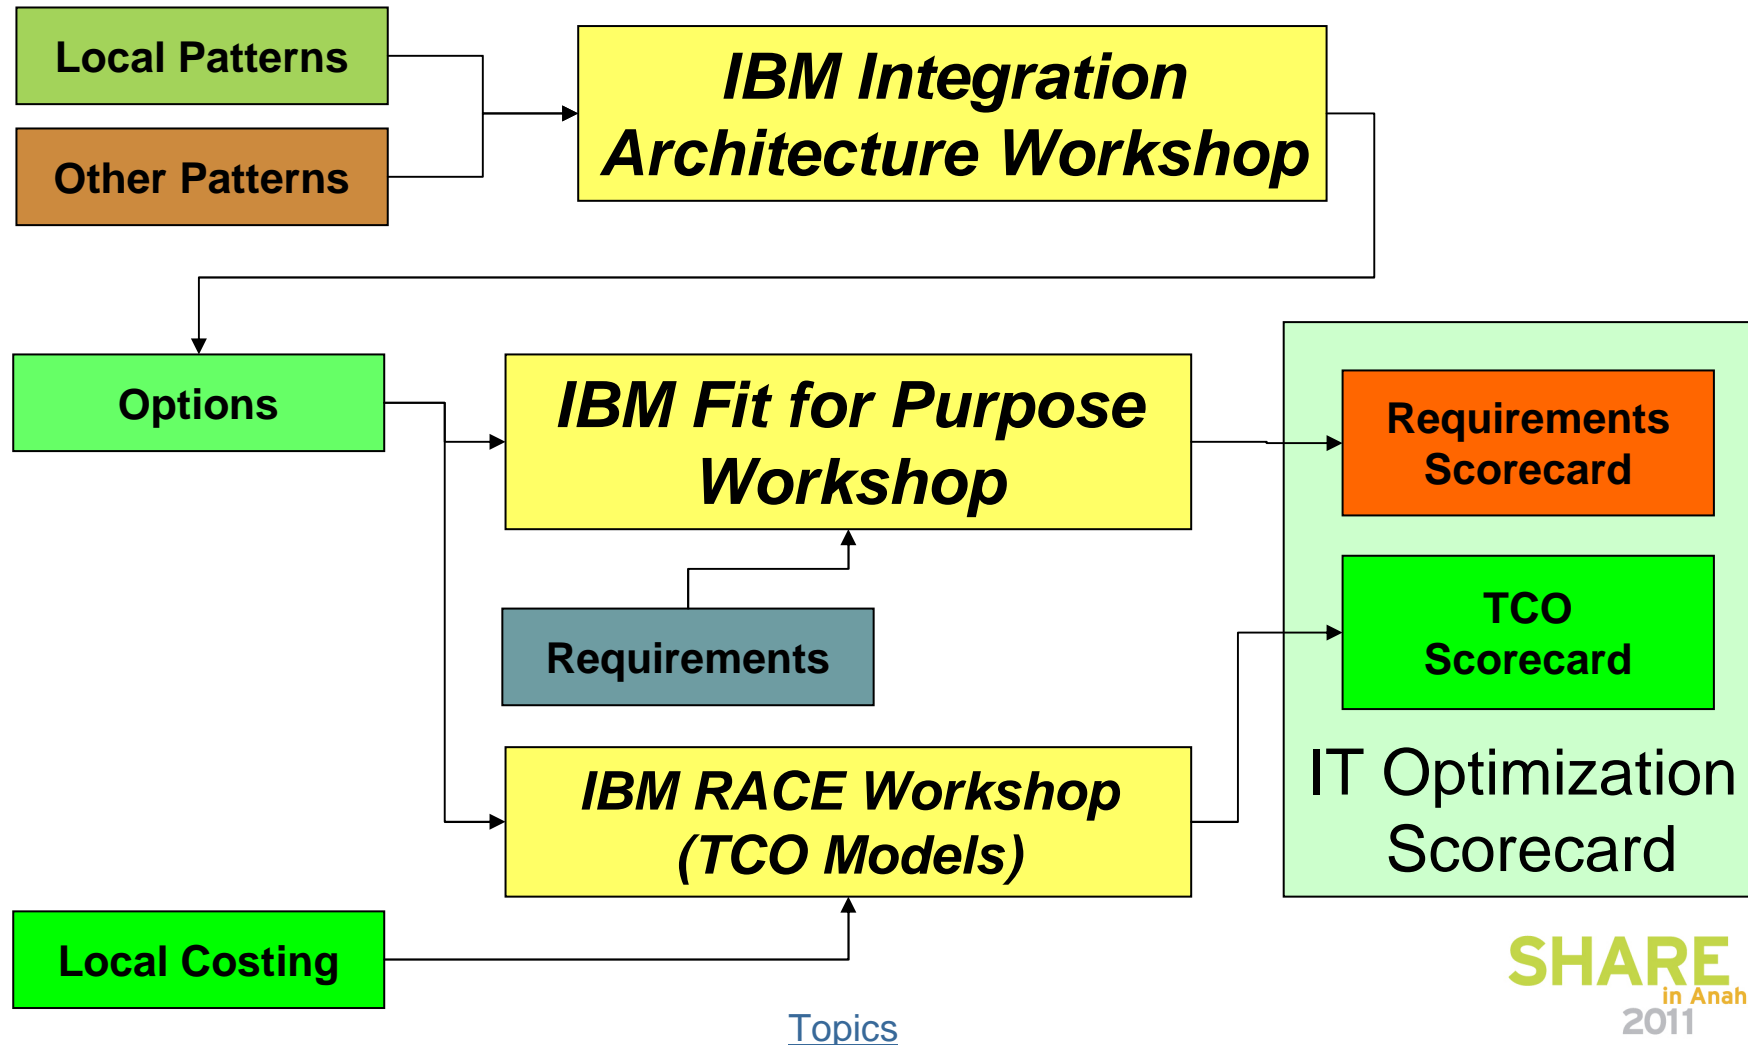 Local Patterns
Other Patterns
IBM Integration
Architecture Workshop
Options
IBM Fit for Purpose
Workshop
Requirements
Scorecard
Requirements
TCO
Scorecard
IBM RACE Workshop
(TCO Models)
IT Optimization
Scorecard
Local Costing
SHARE
in Anah
2011
Topics